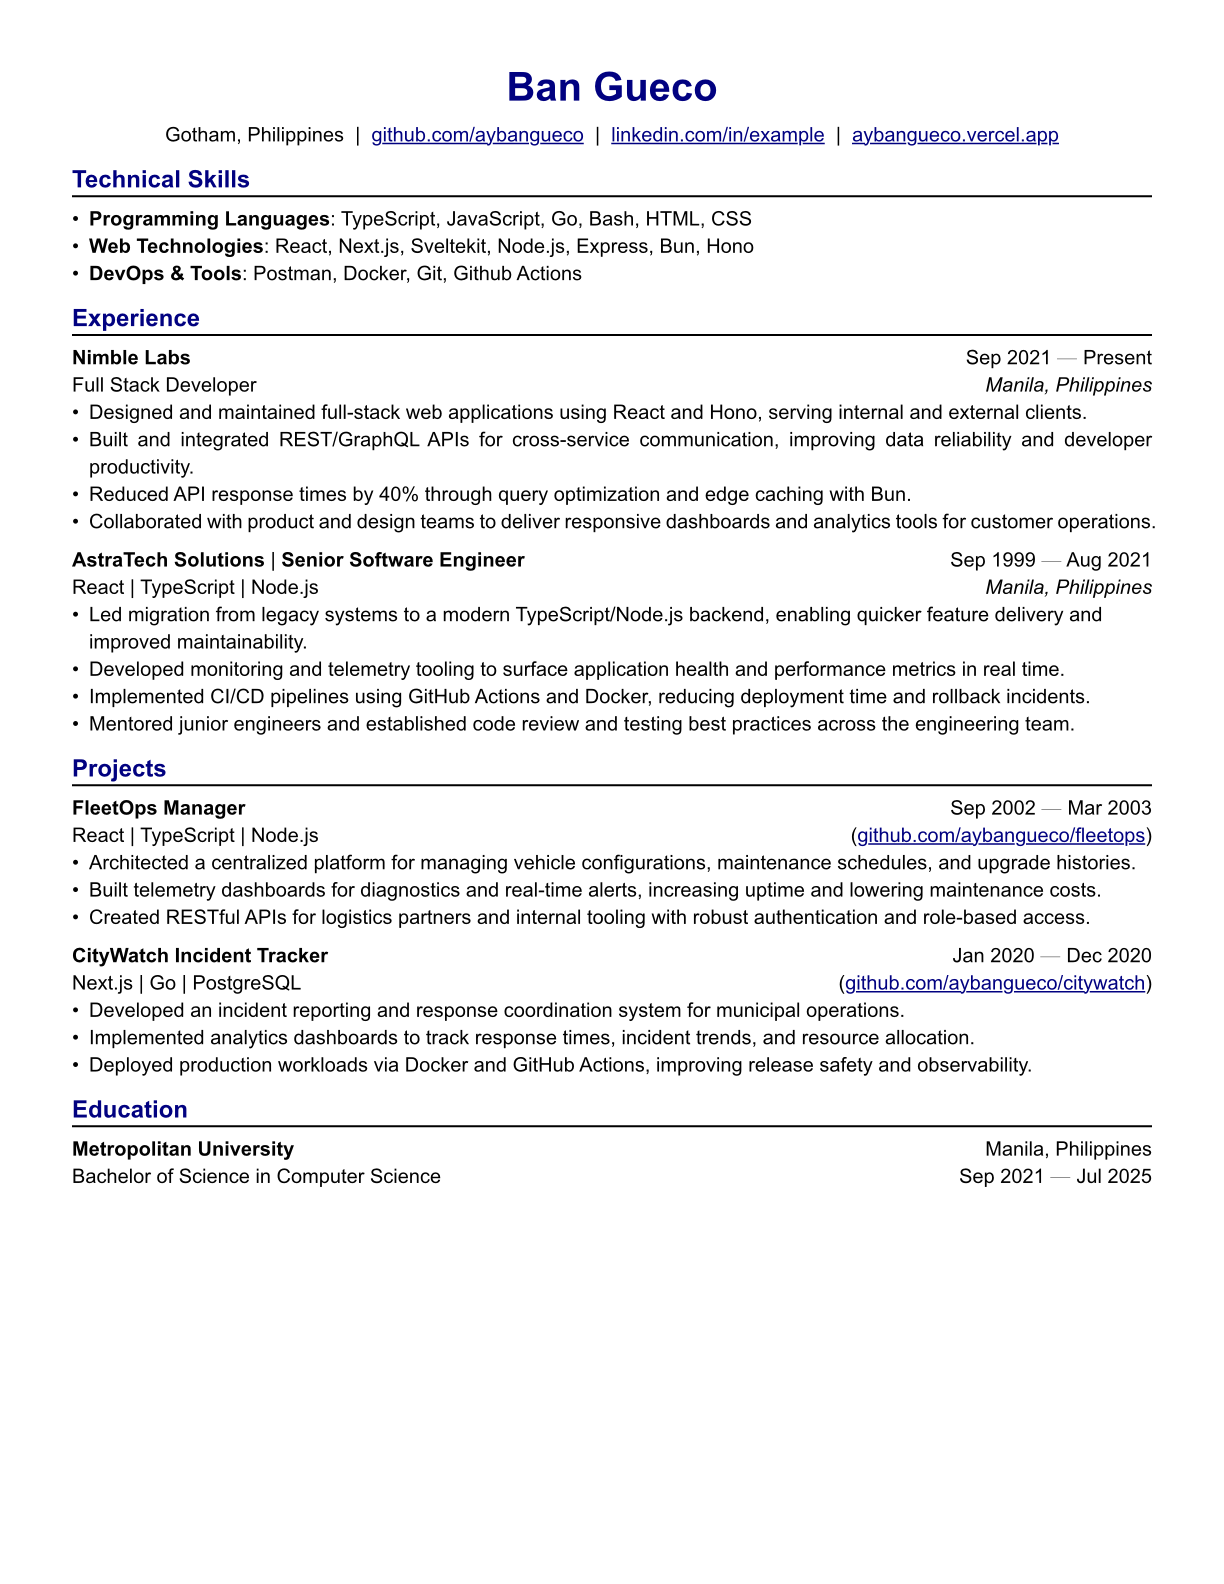 Ban Gueco
Gotham, Philippines | github.com/aybangueco | linkedin.com/in/example | aybangueco.vercel.app
Technical Skills
• Programming Languages: TypeScript, JavaScript, Go, Bash, HTML, CSS
• Web Technologies: React, Next.js, Sveltekit, Node.js, Express, Bun, Hono
• DevOps & Tools: Postman, Docker, Git, Github Actions
Experience
Nimble Labs Sep 2021 — Present
Full Stack Developer Manila, Philippines
• Designed and maintained full-stack web applications using React and Hono, serving internal and external clients.
• Built and integrated REST/GraphQL APIs for cross-service communication, improving data reliability and developer
productivity.
• Reduced API response times by 40% through query optimization and edge caching with Bun.
• Collaborated with product and design teams to deliver responsive dashboards and analytics tools for customer operations.
AstraTech Solutions | Senior Software Engineer Sep 1999 — Aug 2021
React | TypeScript | Node.js Manila, Philippines
• Led migration from legacy systems to a modern TypeScript/Node.js backend, enabling quicker feature delivery and
improved maintainability.
• Developed monitoring and telemetry tooling to surface application health and performance metrics in real time.
• Implemented CI/CD pipelines using GitHub Actions and Docker, reducing deployment time and rollback incidents.
• Mentored junior engineers and established code review and testing best practices across the engineering team.
Projects
FleetOps Manager Sep 2002 — Mar 2003
React | TypeScript | Node.js (github.com/aybangueco/fleetops)
• Architected a centralized platform for managing vehicle configurations, maintenance schedules, and upgrade histories.
• Built telemetry dashboards for diagnostics and real-time alerts, increasing uptime and lowering maintenance costs.
• Created RESTful APIs for logistics partners and internal tooling with robust authentication and role-based access.
CityWatch Incident Tracker Jan 2020 — Dec 2020
Next.js | Go | PostgreSQL (github.com/aybangueco/citywatch)
• Developed an incident reporting and response coordination system for municipal operations.
• Implemented analytics dashboards to track response times, incident trends, and resource allocation.
• Deployed production workloads via Docker and GitHub Actions, improving release safety and observability.
Education
Metropolitan University Manila, Philippines
Bachelor of Science in Computer Science Sep 2021 — Jul 2025